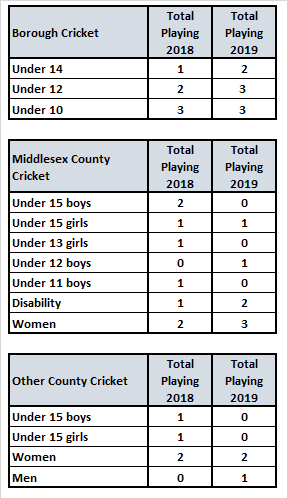 Borough Cricket Total Playing 2018 Total Playing 2019
Under 14 1 2
Under 12 2 3
Under 10 3 3
Middlesex County Cricket Total Playing 2018 Total Playing 2019
Under 15 boys 2 0
Under 15 girls 1 1
Under 13 girls 1 0
Under 12 boys 0 1
Under 11 boys 1 0
Disability 1 2
Women 2 3
Other County Cricket Total Playing 2018 Total Playing 2019
Under 15 boys 1 0
Under 15 girls 1 0
Women 2 2
Men 0 1